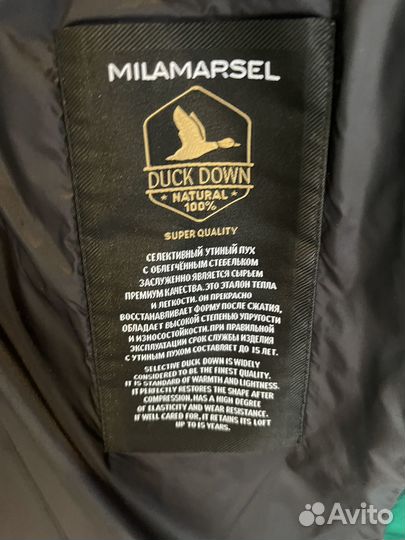 MILAMARSEL
DUCK DOWN
NATURAL
100%
SUPER QUALITY
СЕЛЕКТИВНЫЙ УТИНЫЙ ПУХ
С ОБЛЕГЧЁННЫМ СТЕБЕЛЬКОМ
ЗАСЛУЖЕННО ЯВЛЯЕТСЯ СЫРЬЕМ
ПРЕМИУМ КАЧЕСТВА. ЭТО ЭТАЛОН ТЕПЛА
И ЛЕГКОСТИ. ОН ПРЕКРАСНО
ВОССТАНАВЛИВАЕТ ФОРМУ ПОСЛЕ СЖАТИЯ,
ОБЛАДАЕТ ВЫСОКОЙ СТЕПЕНЬЮ УПРУГОСТИ
И ИЗНОСОСТОЙКОСТИ. ПРИ ПРАВИЛЬНОЙ
ЭКСПЛУАТАЦИИ СРОК СЛУЖБЫ ИЗДЕЛИЯ
С УТИНЫМ ПУХОМ СОСТАВЛЯЕТ ДО 15 ЛЕТ.
SELECTIVE DUCK DOWN IS WIDELY
CONSIDERED TO BE THE FINEST QUALITY.
IT IS STANDARD OF WARMTH AND LIGHTNESS.
IT PERFECTLY RESTORES THE SHAPE AFTER
COMPRESSION, HAS A HIGH DEGREE
OF ELASTICITY AND WEAR RESISTANCE.
IF WELL CARED FOR, IT RETAINS ITS LOFT
UP TO 15 YEARS.
Avito